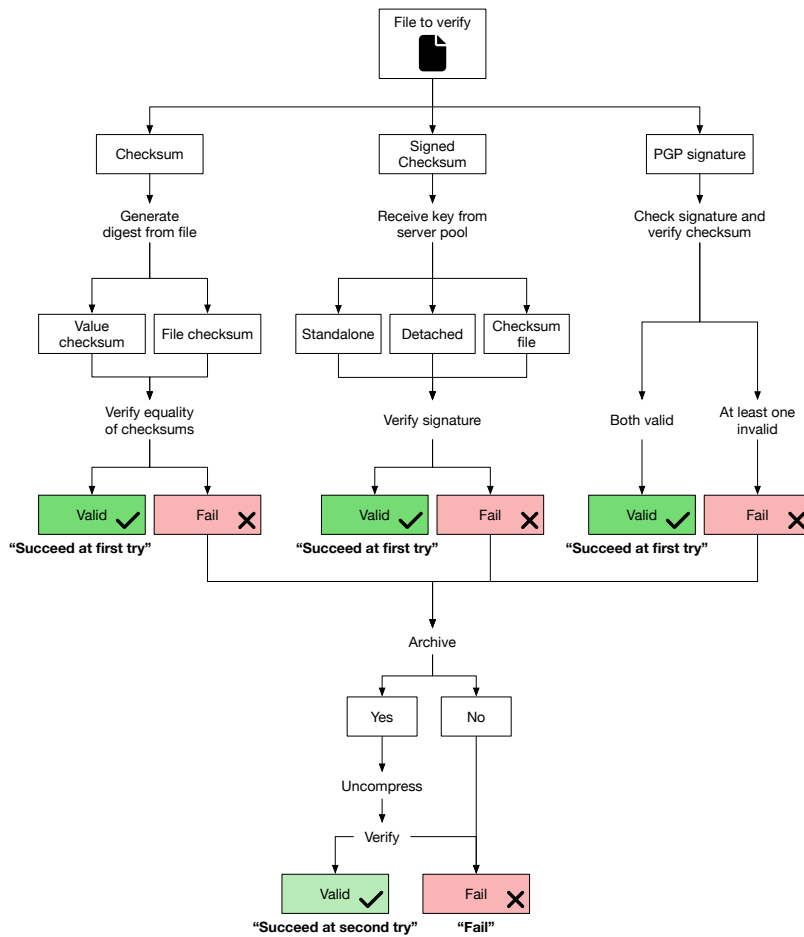 File to verify
Checksum
Signed
Checksum
PGP signature
Generate
digest from file
Receive key from
server pool
Check signature and
verify checksum
Value
checksum
File checksum
Standalone
Detached
Checksum
file
Verify equality
of checksums
Verify signature
Both valid
At least one
invalid
Valid
Fail
Valid
Fail
Valid
Fail
“Succeed at first try”
“Succeed at first try”
“Succeed at first try”
Archive
Yes
No
Uncompress
Verify
Valid
Fail
“Succeed at second try”
“Fail”